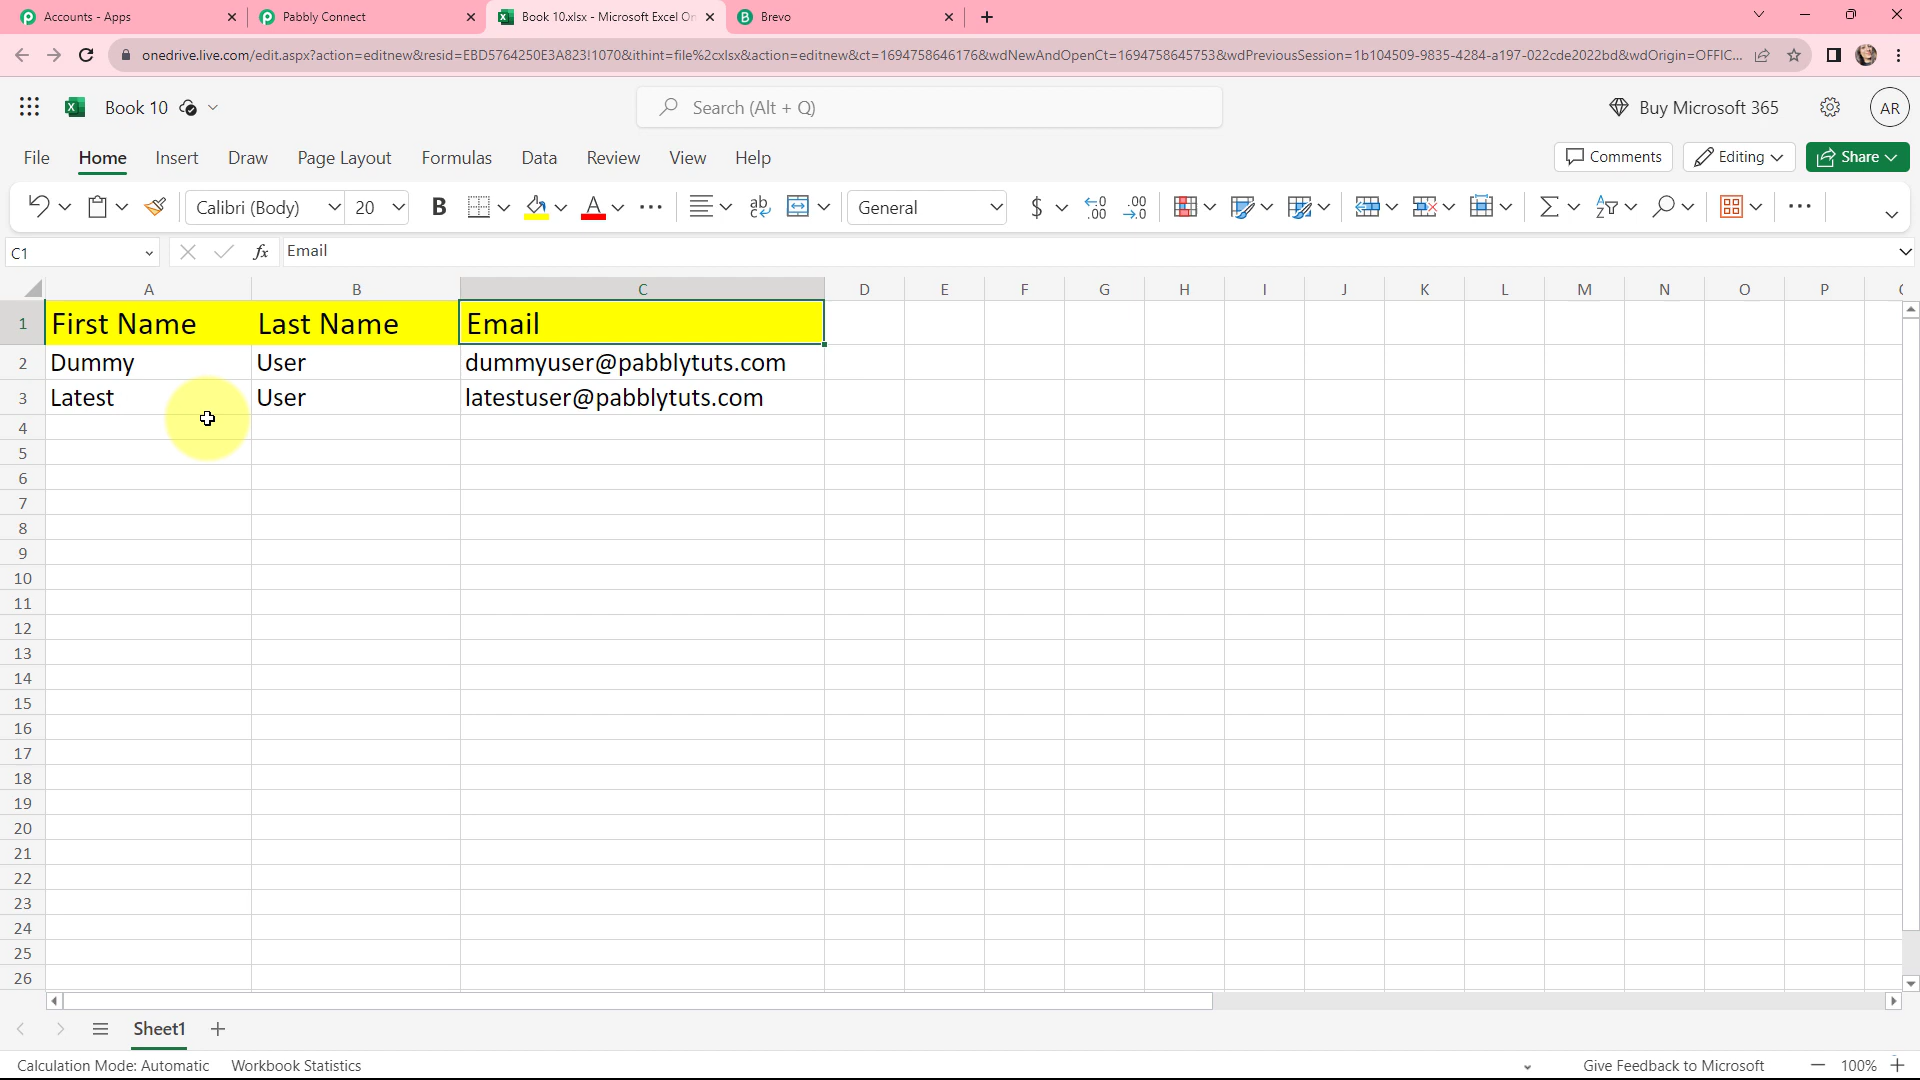 Accounts - Apps
Pabbly Connect
Book 10.xlsx - Microsoft Excel On
Brevo
onedrive.live.com/edit.aspx?action=editnew&resid=EBD5764250E3A823!1070&ithint=file%2cxlsx&action=editnew&ct=1694758646176&wdNewAndOpenCt=1694758645753&wdPreviousSession=1b104509-9835-4284-a197-022cde2022bd&wdOrigin=OFFIC...
Book 10
Search (Alt + Q)
Buy Microsoft 365
AR
File Home Insert Draw Page Layout Formulas Data Review View Help
Comments Editing Share
Calibri (Body) 20 B A ab General $ .00 .00
C1 fx Email
A B C D E F G H I J K L M N O P
1 First Name Last Name Email
2 Dummy User dummyuser@pabblytuts.com
3 Latest User latestuser@pabblytuts.com
4
5
6
7
8
9
10
11
12
13
14
15
16
17
18
19
20
21
22
23
24
25
26
Sheet1
Calculation Mode: Automatic Workbook Statistics Give Feedback to Microsoft 100%